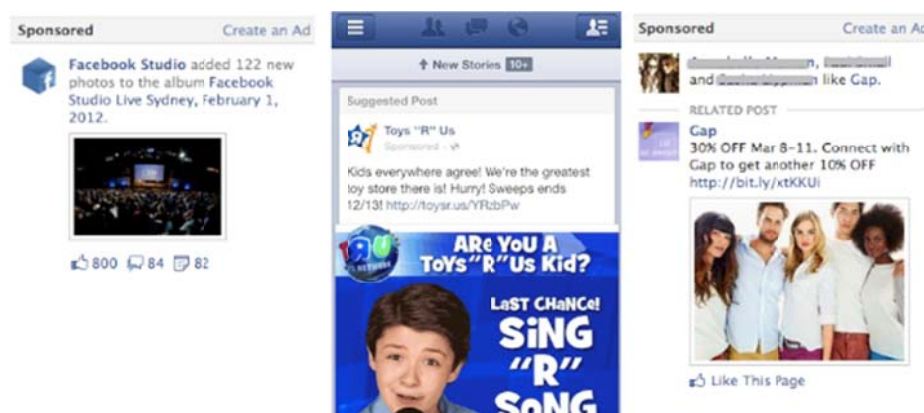 Sponsored Create an Ad
Facebook Studio added 122 new
photos to the album Facebook
Studio Live Sydney, February 1,
2012.
800 84 82
New Stories 10+
Suggested Post
Toys "R" Us
Sponsored
Kids everywhere agree! We're the greatest
toy store there is! Hurry! Sweeps ends
12/13! http://toysr.us/YRzbPw
ARe YoU A
ToYs "R" Us KiD?
LaST CHaNCe!
SiNG
"R"
SoNG
Sponsored Create an Ad
and like Gap.
RELATED POST
Gap
30% OFF Mar 8-11. Connect with
Gap to get another 10% OFF
http://bit.ly/xtKKUi
Like This Page